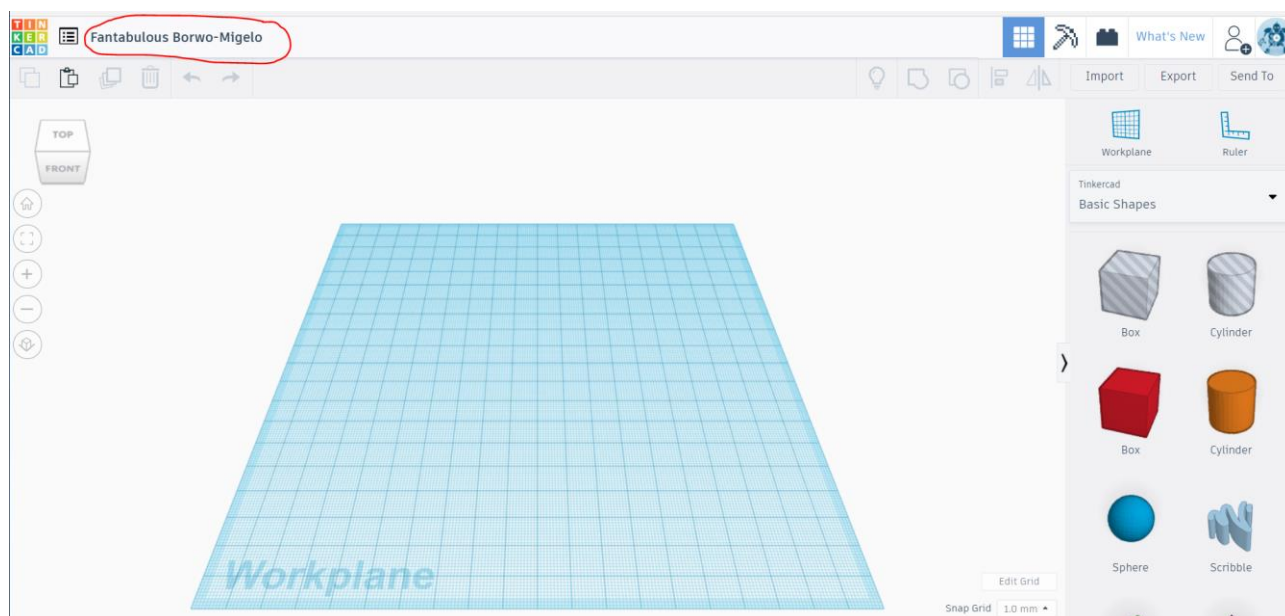 TIN
KER
CAD
Fantabulous Borwo-Migelo
What's New
Import Export Send To
TOP
FRONT
Workplane Ruler
Tinkercad
Basic Shapes
Box Cylinder
Box Cylinder
Sphere Scribble
Workplane
Edit Grid
Snap Grid 1.0 mm